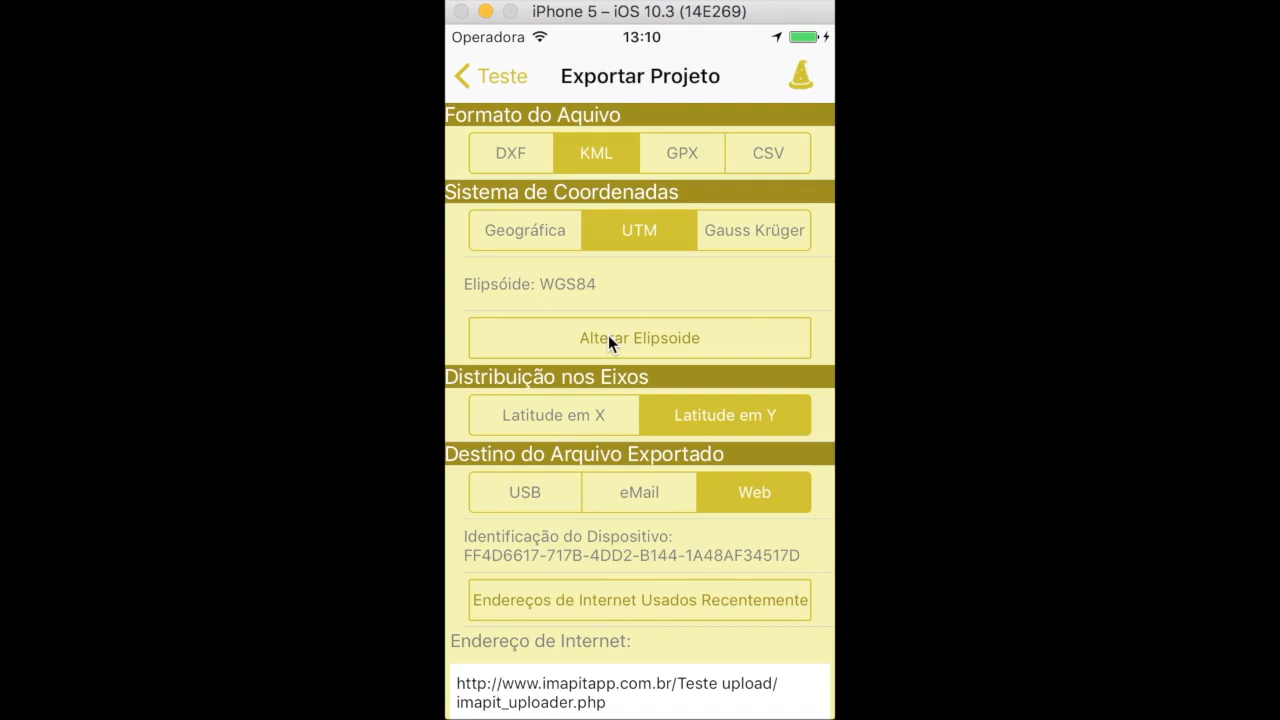 iPhone 5 – iOS 10.3 (14E269)
Operadora 13:10
Teste Exportar Projeto
Formato do Aquivo
DXF KML GPX CSV
Sistema de Coordenadas
Geográfica UTM Gauss Krüger
Elipsóide: WGS84
Alterar Elipsoide
Distribuição nos Eixos
Latitude em X Latitude em Y
Destino do Arquivo Exportado
USB eMail Web
Identificação do Dispositivo:
FF4D6617-717B-4DD2-B144-1A48AF34517D
Endereços de Internet Usados Recentemente
Endereço de Internet:
http://www.imapitapp.com.br/Teste upload/
imapit_uploader.php